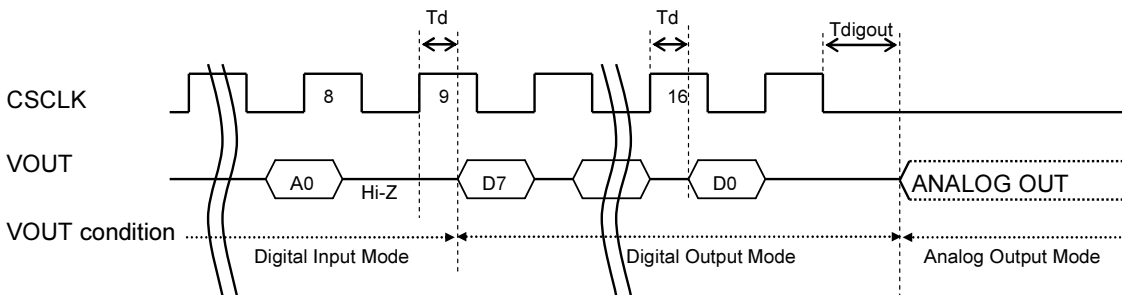 Td
Td
Tdigout
CSCLK
8
9
16
VOUT
A0
Hi-Z
D7
D0
ANALOG OUT
VOUT condition
Digital Input Mode
Digital Output Mode
Analog Output Mode